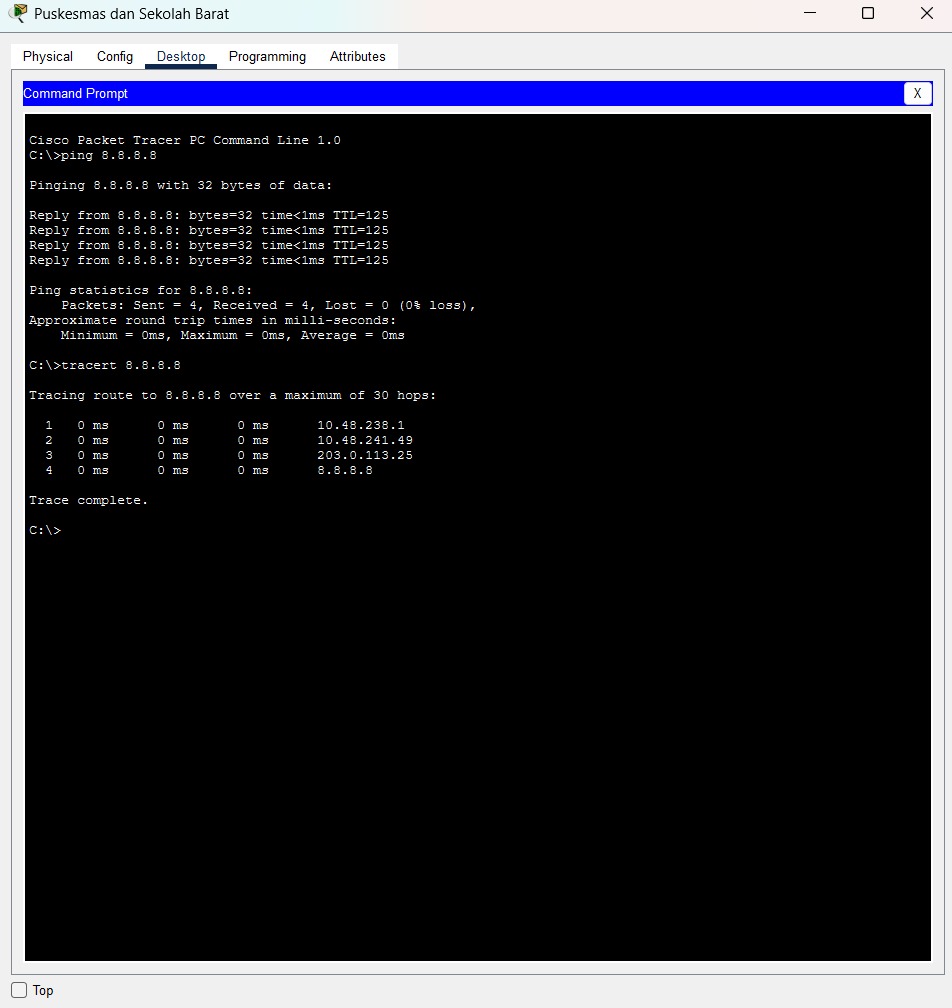 Puskesmas dan Sekolah Barat
Physical Config Desktop Programming Attributes
Command Prompt X
Cisco Packet Tracer PC Command Line 1.0
C:\>ping 8.8.8.8
Pinging 8.8.8.8 with 32 bytes of data:
Reply from 8.8.8.8: bytes=32 time<1ms TTL=125
Reply from 8.8.8.8: bytes=32 time<1ms TTL=125
Reply from 8.8.8.8: bytes=32 time<1ms TTL=125
Reply from 8.8.8.8: bytes=32 time<1ms TTL=125
Ping statistics for 8.8.8.8:
Packets: Sent = 4, Received = 4, Lost = 0 (0% loss),
Approximate round trip times in milli-seconds:
Minimum = 0ms, Maximum = 0ms, Average = 0ms
C:\>tracert 8.8.8.8
Tracing route to 8.8.8.8 over a maximum of 30 hops:
1 0 ms 0 ms 0 ms 10.48.238.1
2 0 ms 0 ms 0 ms 10.48.241.49
3 0 ms 0 ms 0 ms 203.0.113.25
4 0 ms 0 ms 0 ms 8.8.8.8
Trace complete.
C:\>
Top